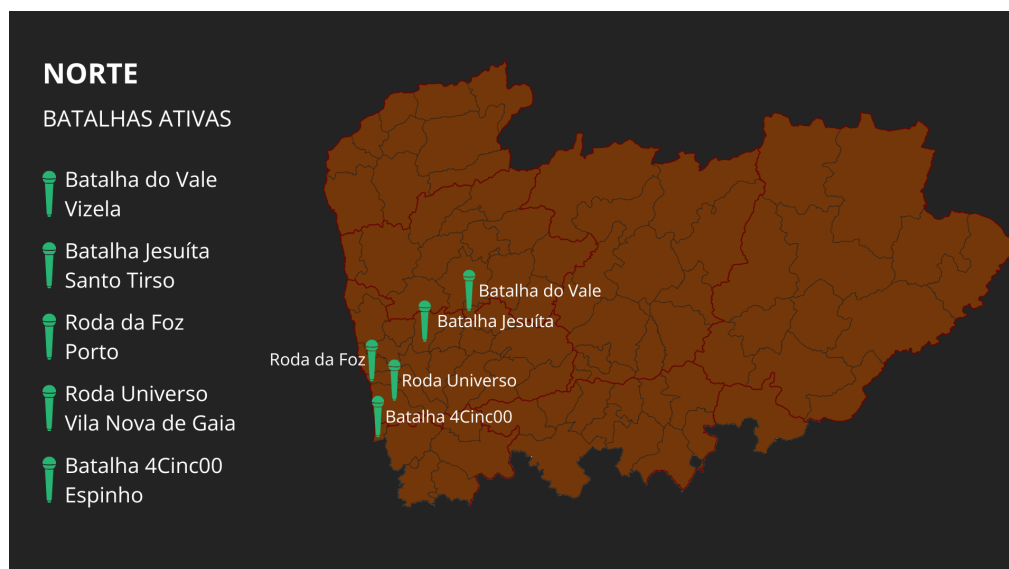 NORTE
BATALHAS ATIVAS
Batalha do Vale
Vizela
Batalha Jesuíta
Santo Tirso
Roda da Foz
Porto
Roda Universo
Vila Nova de Gaia
Batalha 4Cinc00
Espinho
Batalha do Vale
Batalha Jesuíta
Roda da Foz
Roda Universo
Batalha 4Cinc00